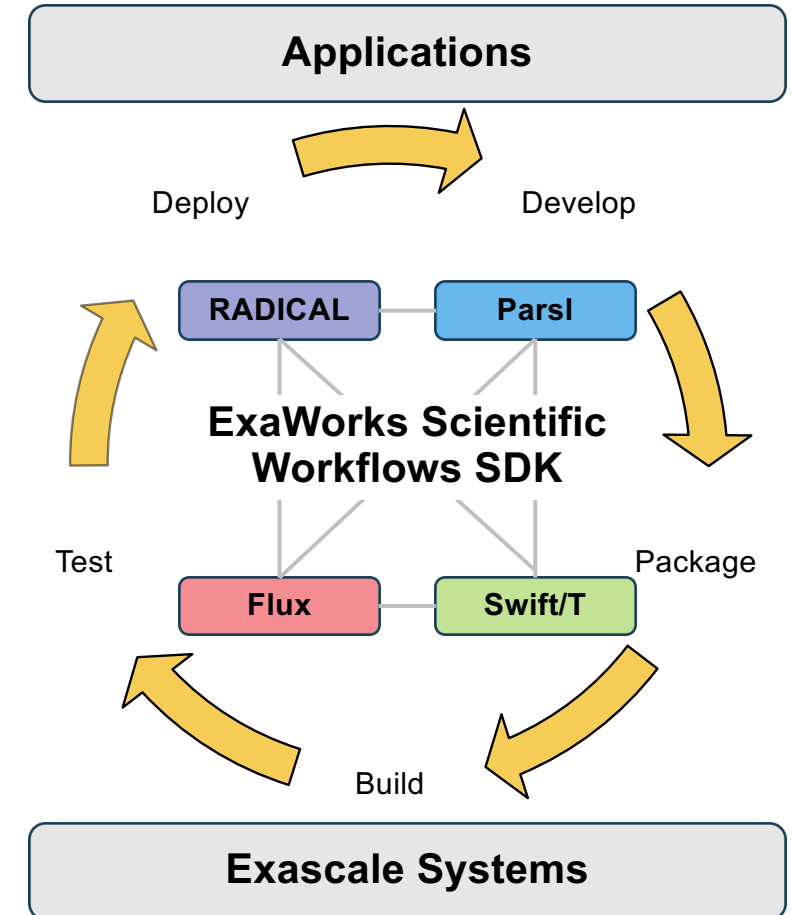 Applications
Deploy
Develop
RADICAL
Parsl
ExaWorks Scientific
Workflows SDK
Test
Package
Flux
Swift/T
Build
Exascale Systems